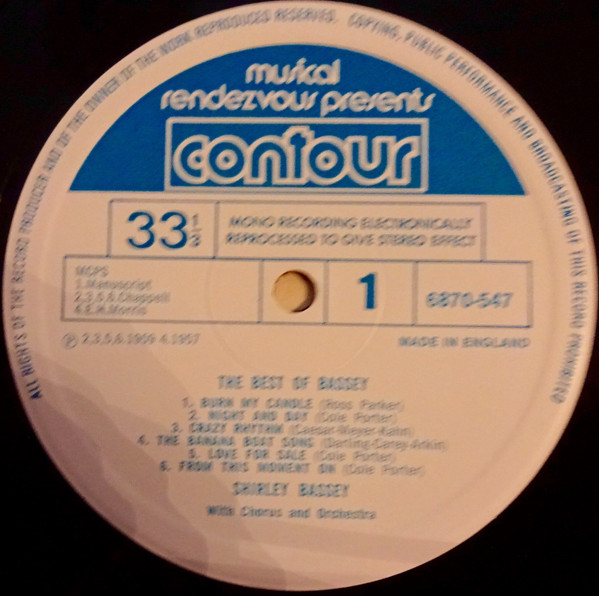 ALL RIGHTS OF THE RECORD PRODUCER AND OF THE OWNER OF THE WORK REPRODUCED RESERVED. COPYING, PUBLIC PERFORMANCE AND BROADCASTING OF THIS RECORD PROHIBITED
musical
rendezvous presents
contour
33 1/3
MONO RECORDING ELECTRONICALLY
REPROCESSED TO GIVE STEREO EFFECT
MCPS
1.Manuscript
2,3,5,6.Chappell
4.E.H.Morris
1
6870-547
Ⓟ 2,3,5,6.1959 4.1957
MADE IN ENGLAND
THE BEST OF BASSEY
1. BURN MY CANDLE (Ross Parker)
2. NIGHT AND DAY (Cole Porter)
3. CRAZY RHYTHM (Caesar-Meyer-Kahn)
4. THE BANANA BOAT SONG (Darling-Carey-Arkin)
5. LOVE FOR SALE (Cole Porter)
6. FROM THIS MOMENT ON (Cole Porter)
SHIRLEY BASSEY
With Chorus and Orchestra